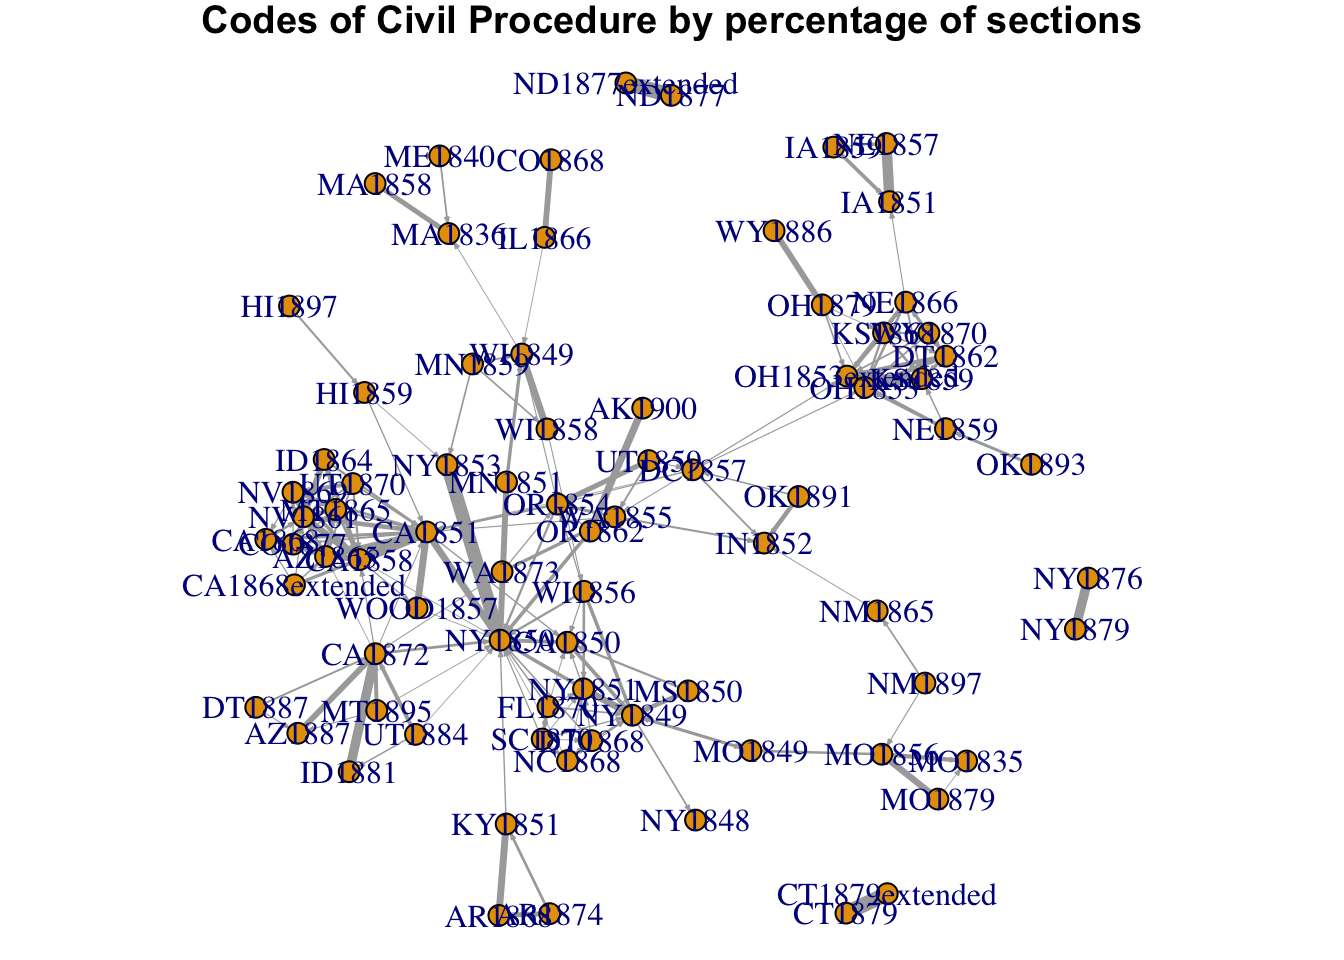 Codes of Civil Procedure by percentage of sections
ND1877extended
ND1877
ME1840
CO1868
IA1859
NE1857
MA1858
IA1851
MA1836
IL1866
WY1886
HI1897
OH1879
NE1866
KS1868
WY1870
WI1849
MN1859
DT1862
OH1853extended
KS1859
OH1853
HI1859
AK1900
WI1858
NE1859
ID1864
NY1853
UT1859
DC1857
OK1893
NV1869
UT1870
MN1851
OK1891
MT1865
OR1854
NV1861
WA1855
CA1851
OR1862
IN1852
CA1868
AZ1865
CA1858
CA1868extended
WA1873
WI1856
NY1876
WOOD1857
NM1865
NY1850
CA1850
NY1879
CA1872
NM1897
NY1851
MS1850
DT1887
MT1895
FL1870
NY1849
AZ1887
UT1884
SC1870
DT1868
MO1849
MO1856
MO1835
NC1868
ID1881
MO1879
KY1851
NY1848
CT1879extended
CT1879
AR1868
AR1874